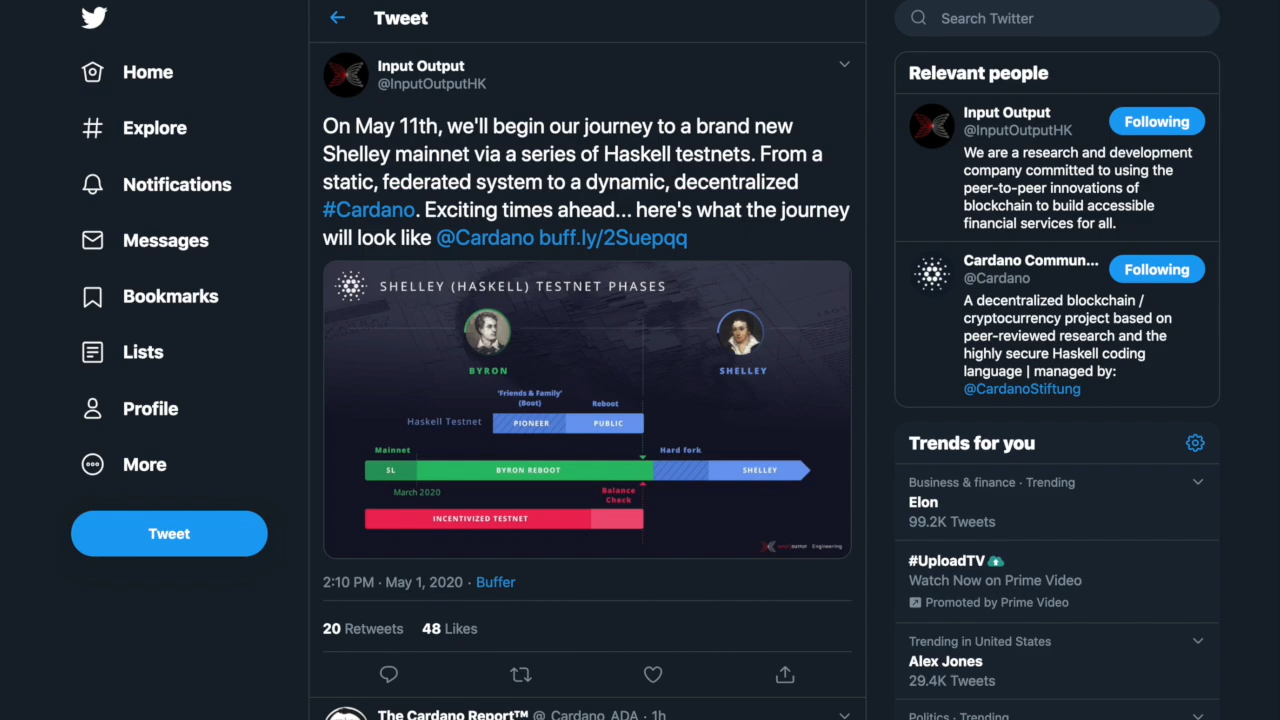 Home
Explore
Notifications
Messages
Bookmarks
Lists
Profile
More
Tweet
Tweet
Input Output
@InputOutputHK
On May 11th, we'll begin our journey to a brand new
Shelley mainnet via a series of Haskell testnets. From a
static, federated system to a dynamic, decentralized
#Cardano. Exciting times ahead... here's what the journey
will look like @Cardano buff.ly/2Suepqq
SHELLEY (HASKELL) TESTNET PHASES
BYRON
SHELLEY
'Friends & Family'
(Boot)
Reboot
Haskell Testnet
PIONEER
PUBLIC
Mainnet
Hard fork
SL
BYRON REBOOT
SHELLEY
March 2020
Balance
Check
INCENTIVIZED TESTNET
Engineering
2:10 PM · May 1, 2020 · Buffer
20 Retweets 48 Likes
The Cardano Report™ @_Cardano_ADA · 1h
Search Twitter
Relevant people
Input Output
@InputOutputHK
Following
We are a research and development
company committed to using the
peer-to-peer innovations of
blockchain to build accessible
financial services for all.
Cardano Commun...
@Cardano
Following
A decentralized blockchain /
cryptocurrency project based on
peer-reviewed research and the
highly secure Haskell coding
language | managed by:
@CardanoStiftung
Trends for you
Business & finance · Trending
Elon
99.2K Tweets
#UploadTV
Watch Now on Prime Video
Promoted by Prime Video
Trending in United States
Alex Jones
29.4K Tweets
Politics · Trending